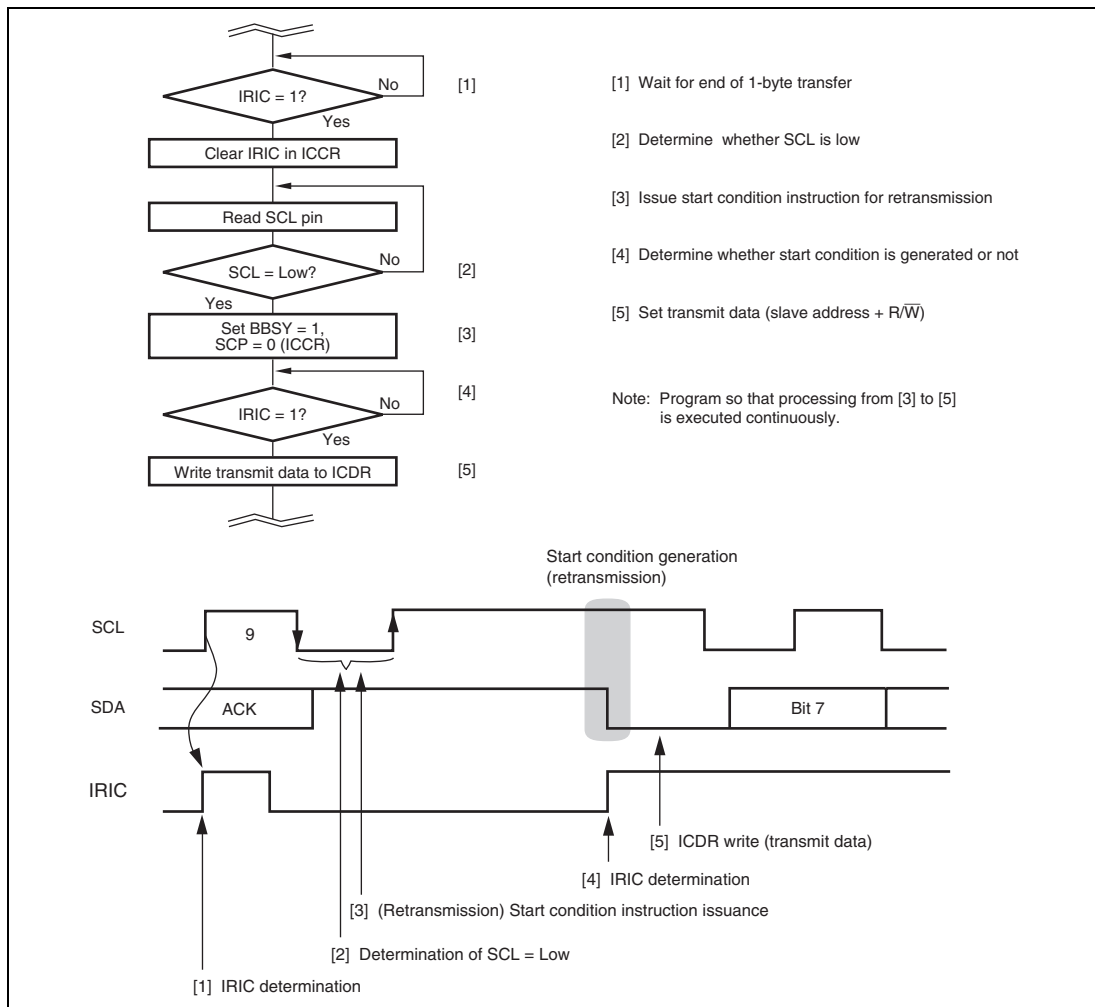 IRIC = 1?
No
Yes
[1]
Clear IRIC in ICCR
Read SCL pin
SCL = Low?
No
Yes
[2]
Set BBSY = 1,
SCP = 0 (ICCR)
[3]
IRIC = 1?
No
Yes
[4]
Write transmit data to ICDR
[5]
[1] Wait for end of 1-byte transfer
[2] Determine whether SCL is low
[3] Issue start condition instruction for retransmission
[4] Determine whether start condition is generated or not
[5] Set transmit data (slave address + R/W̅)
Note: Program so that processing from [3] to [5]
is executed continuously.
Start condition generation
(retransmission)
SCL
9
SDA
ACK
Bit 7
IRIC
[5] ICDR write (transmit data)
[4] IRIC determination
[3] (Retransmission) Start condition instruction issuance
[2] Determination of SCL = Low
[1] IRIC determination